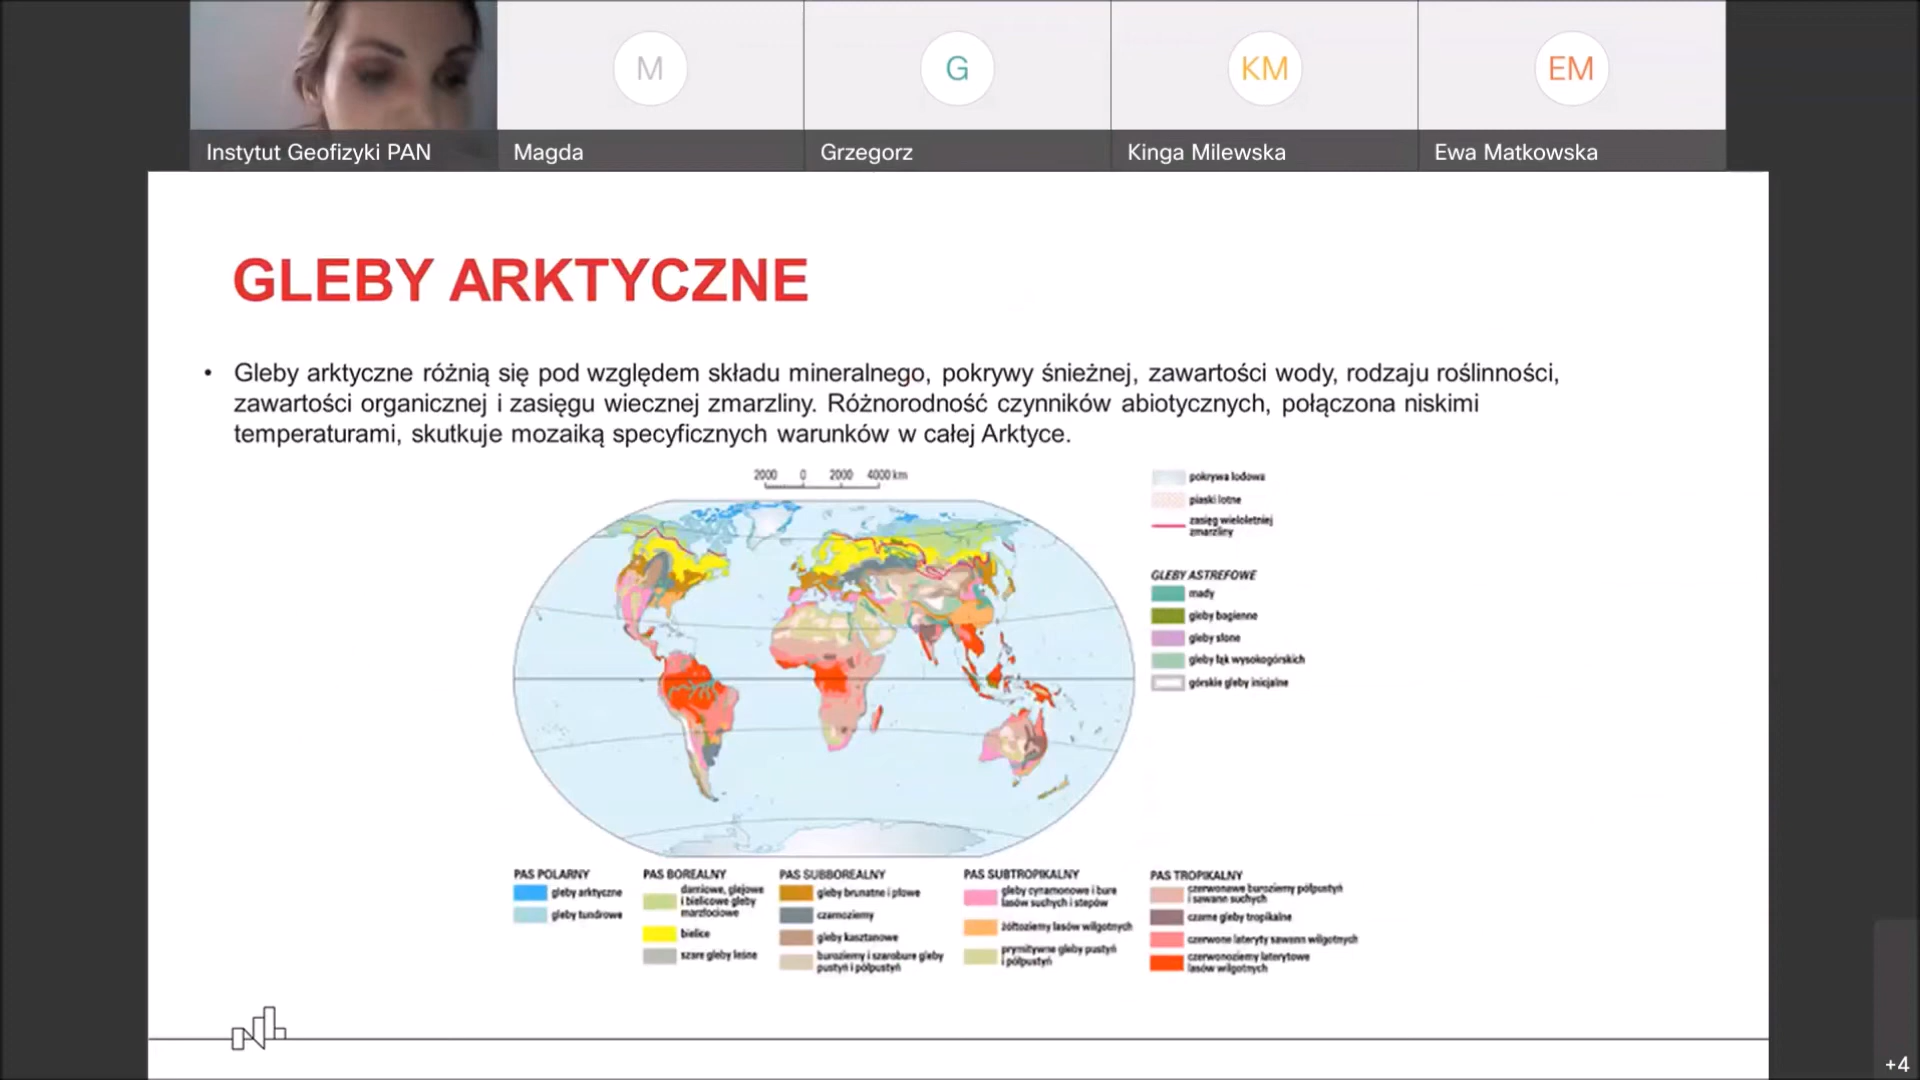 M
G
KM
EM
Instytut Geofizyki PAN
Magda
Grzegorz
Kinga Milewska
Ewa Matkowska
GLEBY ARKTYCZNE
• Gleby arktyczne różnią się pod względem składu mineralnego, pokrywy śnieżnej, zawartości wody, rodzaju roślinności,
zawartości organicznej i zasięgu wiecznej zmarzliny. Różnorodność czynników abiotycznych, połączona niskimi
temperaturami, skutkuje mozaiką specyficznych warunków w całej Arktyce.
2000 0 2000 4000 km
pokrywa lodowa
piaski lotne
zasięg wieloletniej
zmarzliny
GLEBY ASTREFOWE
mady
gleby bagienne
gleby słone
gleby łąk wysokogórskich
górskie gleby inicjalne
PAS POLARNY
gleby arktyczne
gleby tundrowe
PAS BOREALNY
darniowe, glejowe
i bielicowe gleby
marzłociowe
bielice
szare gleby leśne
PAS SUBBOREALNY
gleby brunatne i płowe
czarnoziemy
gleby kasztanowe
buroziemy i szarobure gleby
pustyń i półpustyń
PAS SUBTROPIKALNY
gleby cynamonowe i bure
lasów suchych i stepów
żółtoziemy lasów wilgotnych
prymitywne gleby pustyń
i półpustyń
PAS TROPIKALNY
czerwonawe buroziemy półpustyń
i sawann suchych
czarne gleby tropikalne
czerwone lateryty sawann wilgotnych
czerwonoziemy laterytowe
lasów wilgotnych
+4